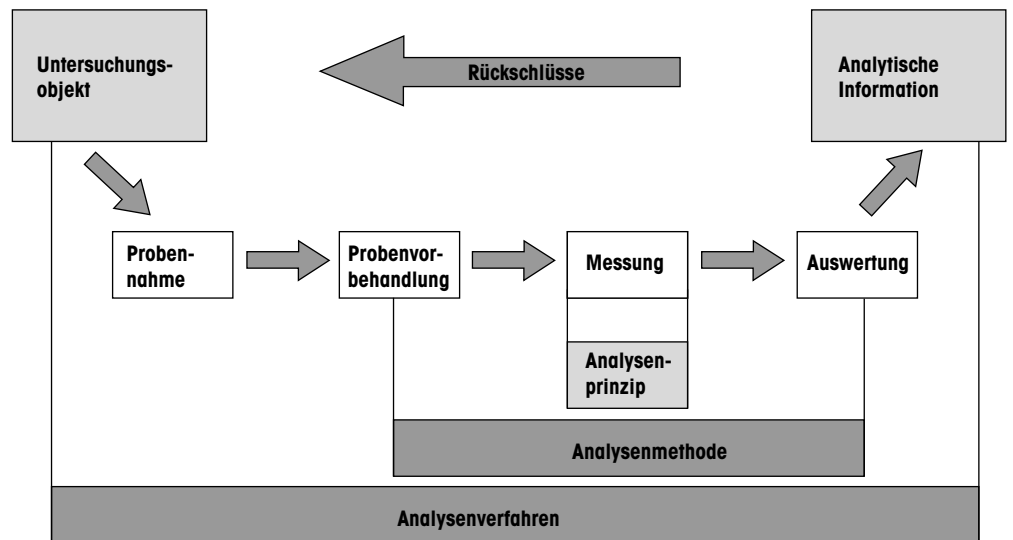 Untersuchungs-
objekt
Rückschlüsse
Analytische
Information
Proben-
nahme
Probenvor-
behandlung
Messung
Auswertung
Analysen-
prinzip
Analysenmethode
Analysenverfahren